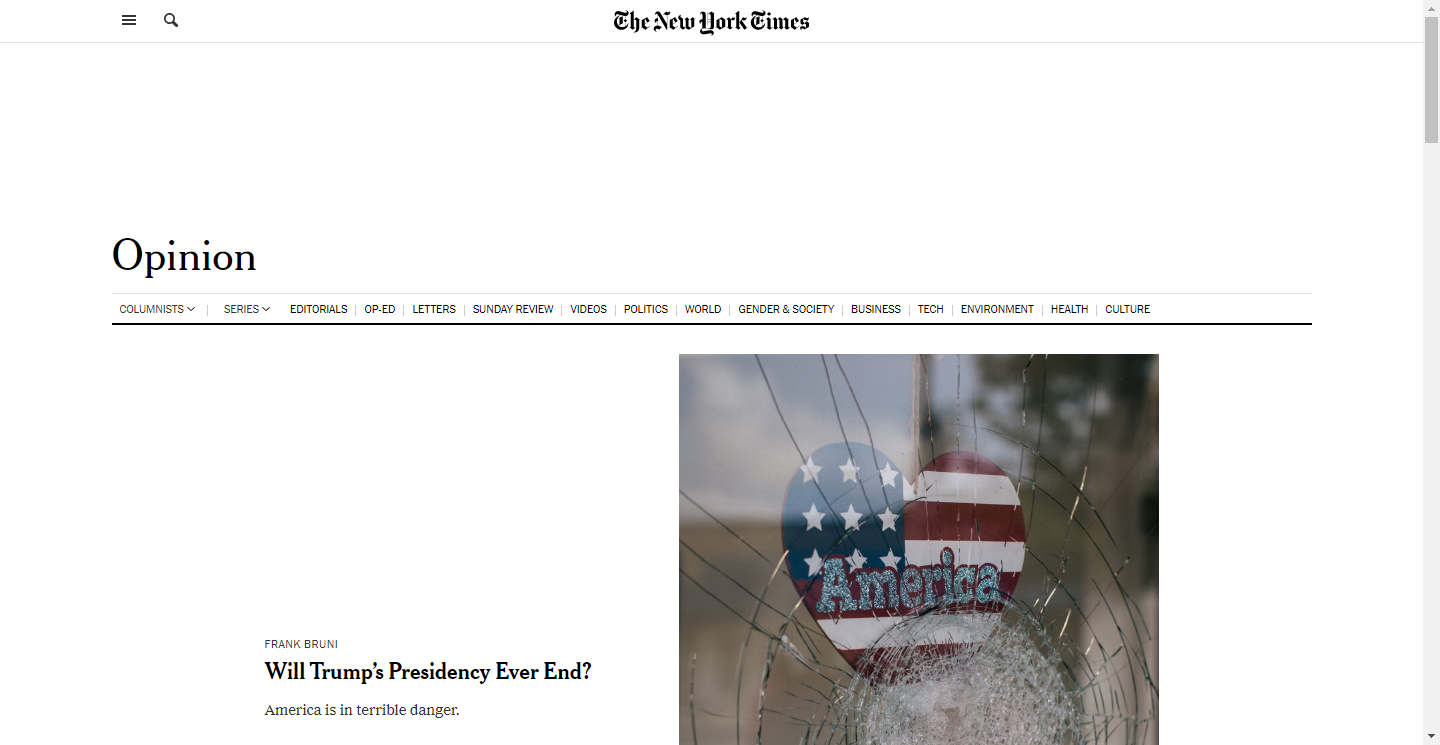 The New York Times
Opinion
COLUMNISTS SERIES EDITORIALS OP-ED LETTERS SUNDAY REVIEW VIDEOS POLITICS WORLD GENDER & SOCIETY BUSINESS TECH ENVIRONMENT HEALTH CULTURE
America
FRANK BRUNI
Will Trump’s Presidency Ever End?
America is in terrible danger.